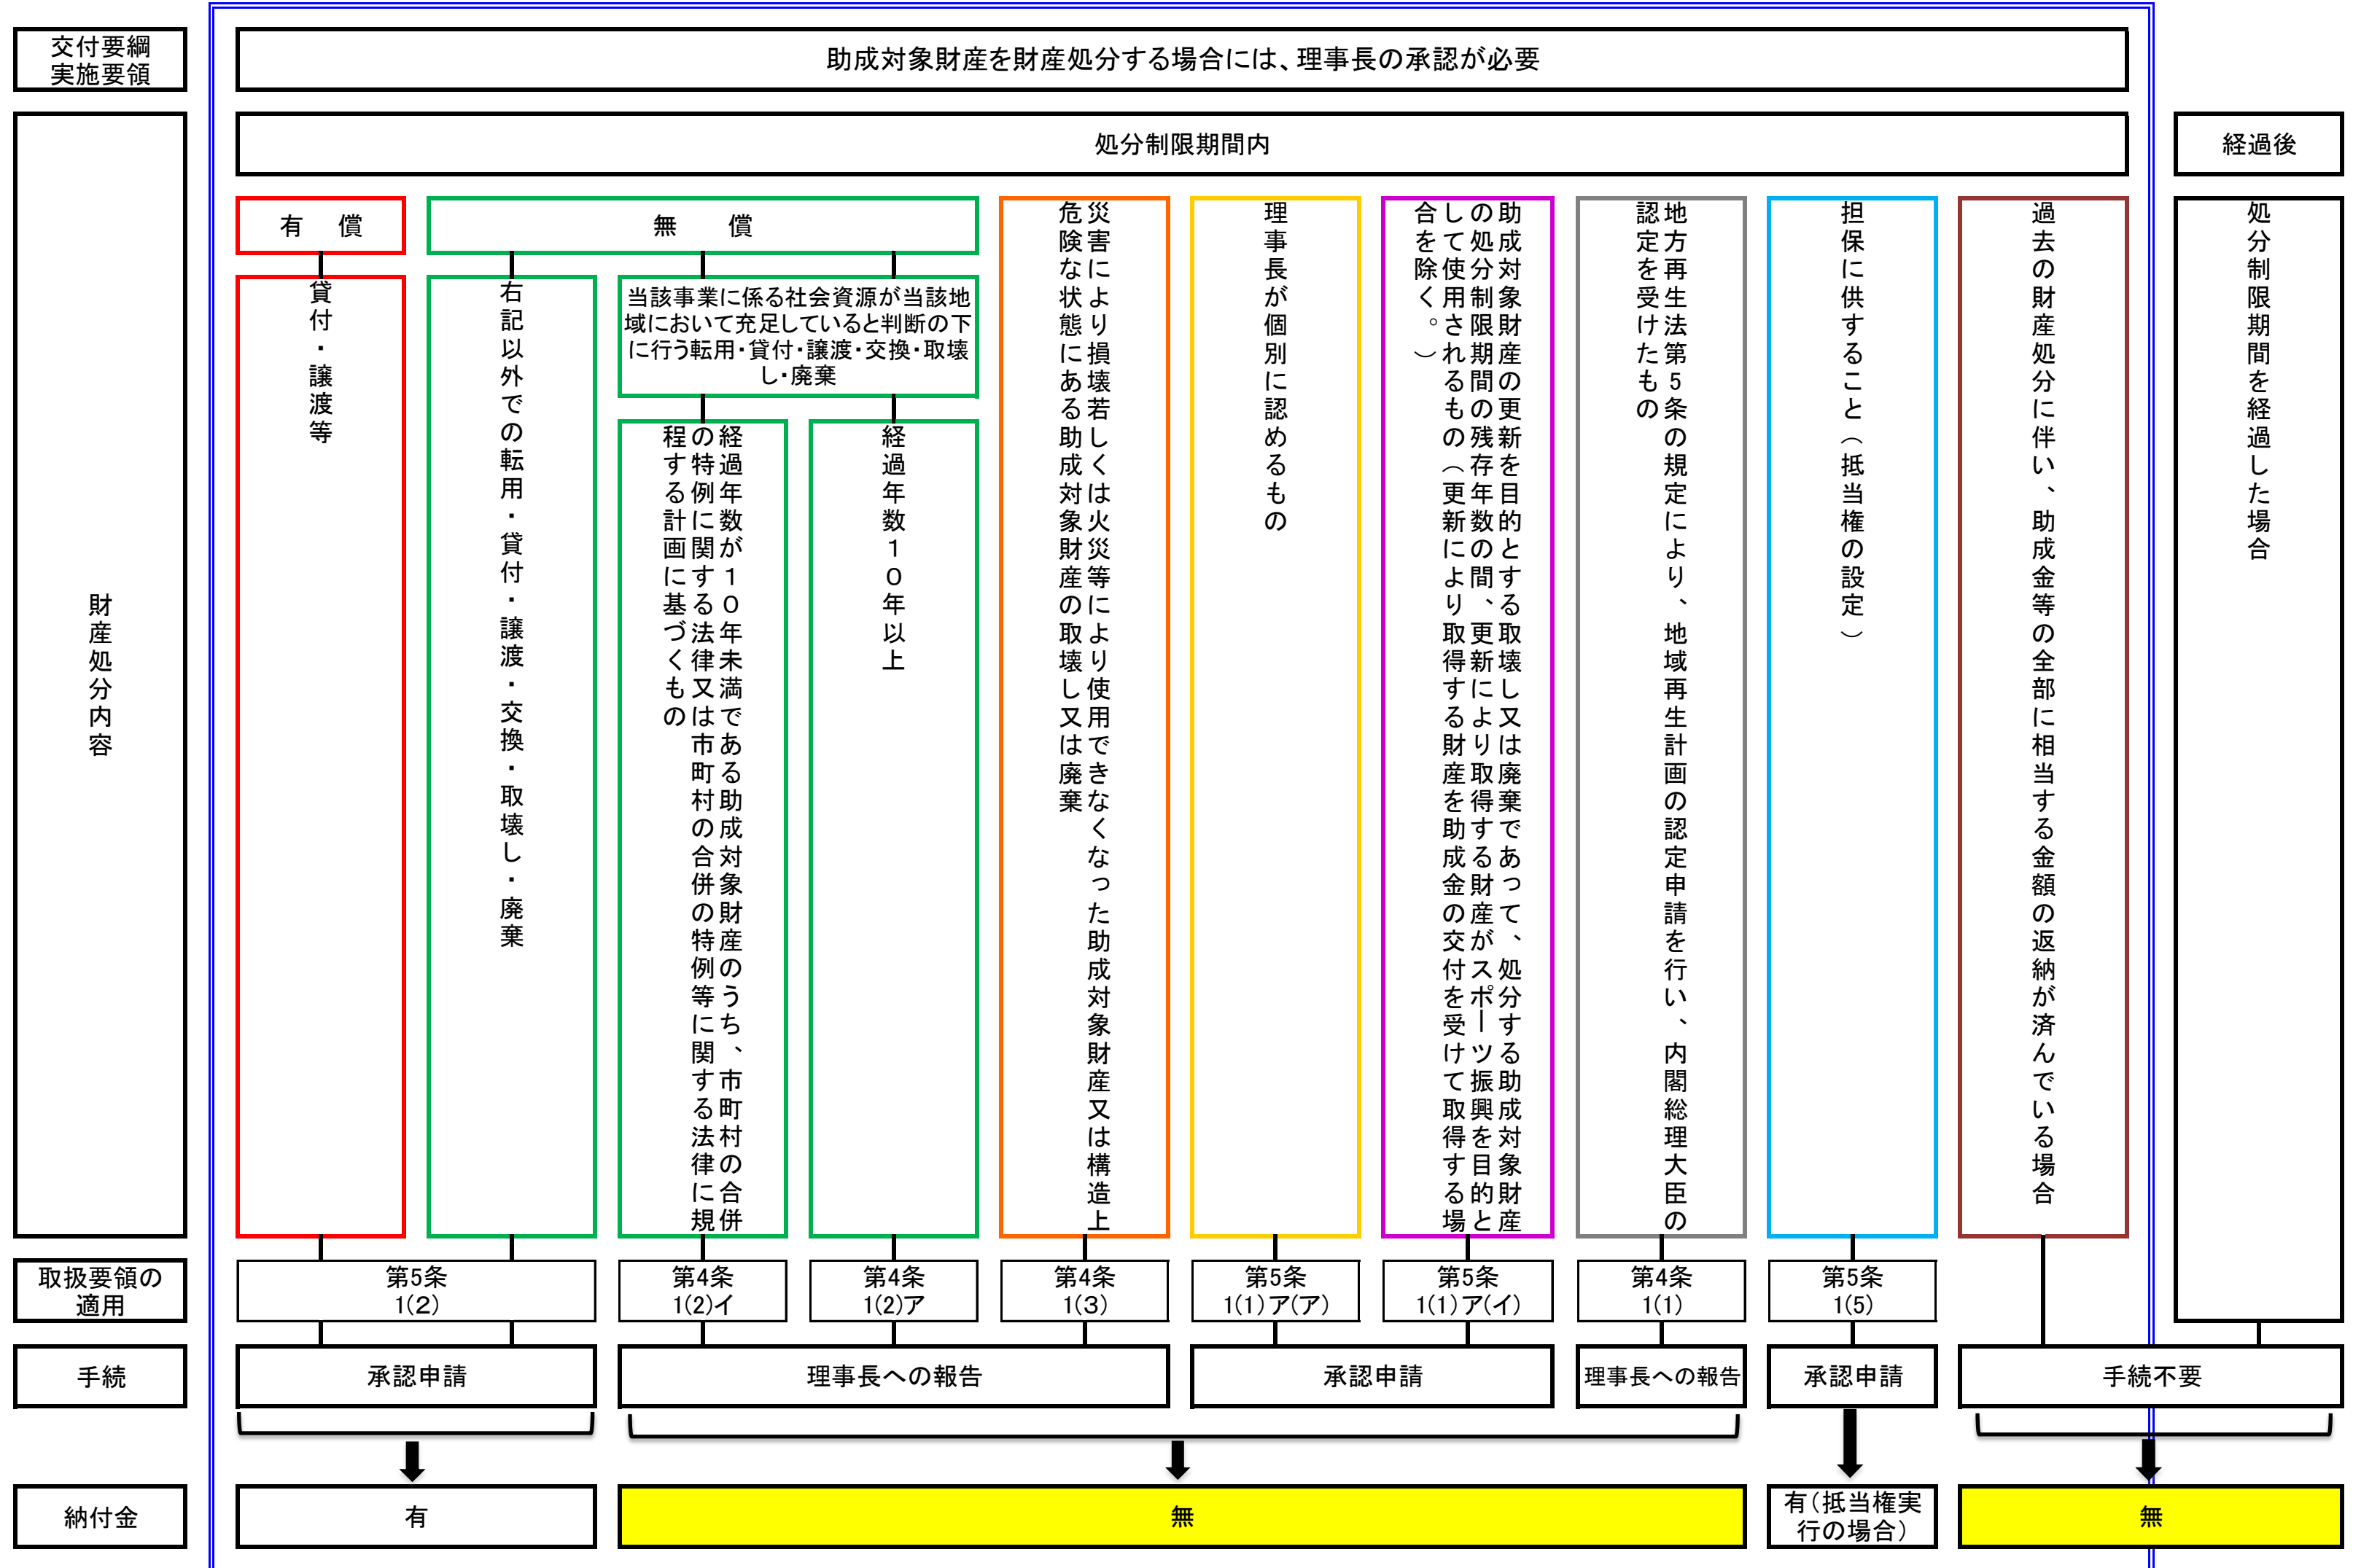 交付要綱
実施要領
助成対象財産を財産処分する場合には、理事長の承認が必要
処分制限期間内
経過後
財産処分内容
有　償
無　償
貸付・譲渡等
右記以外での転用・貸付・譲渡・交換・取壊し・廃棄
当該事業に係る社会資源が当該地
域において充足していると判断の下
に行う転用・貸付・譲渡・交換・取壊
し・廃棄
経過年数が１０年未満である助成対象財産のうち、市町村の合併
の特例に関する法律又は市町村の合併の特例等に関する法律に規
程する計画に基づくもの
経過年数１０年以上
災害により損壊若しくは火災等により使用できなくなった助成対象財産又は構造上
危険な状態にある助成対象財産の取壊し又は廃棄
理事長が個別に認めるもの
助成対象財産の更新を目的とする取壊し又は廃棄であって、処分する助成対象財産
の処分制限期間の残存年数の間、更新により取得する財産がスポーツ振興を目的と
して使用されるもの（更新により取得する財産を助成金の交付を受けて取得する場
合を除く。）
地方再生法第５条の規定により、地域再生計画の認定申請を行い、内閣総理大臣の
認定を受けたもの
担保に供すること（抵当権の設定）
過去の財産処分に伴い、助成金等の全部に相当する金額の返納が済んでいる場合
処分制限期間を経過した場合
取扱要領の
適用
第5条
1(2)
第4条
1(2)イ
第4条
1(2)ア
第4条
1(3)
第5条
1(1)ア(ア)
第5条
1(1)ア(イ)
第4条
1(1)
第5条
1(5)
手続
承認申請
理事長への報告
承認申請
理事長への報告
承認申請
手続不要
納付金
有
無
有（抵当権実
行の場合）
無